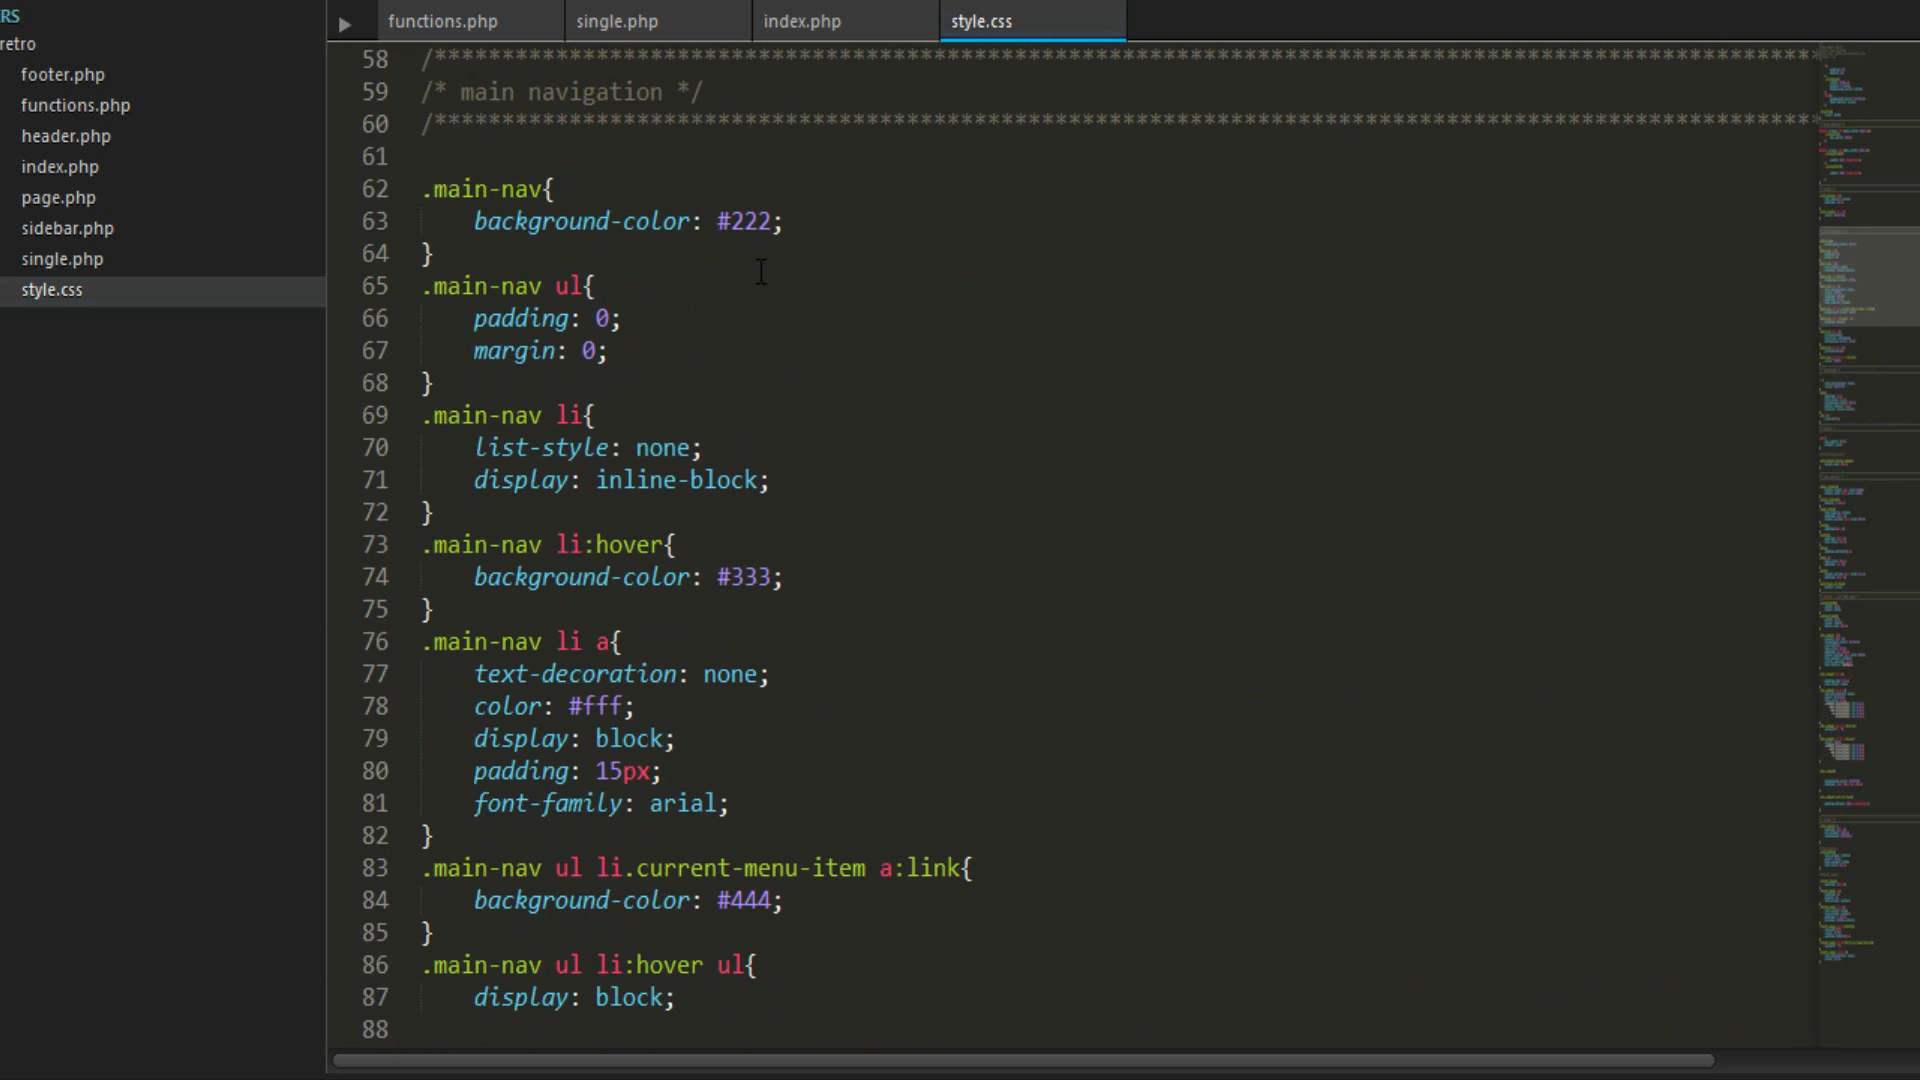 RS
retro
footer.php
functions.php
header.php
index.php
page.php
sidebar.php
single.php
style.css
functions.php
single.php
index.php
style.css
58 /*******************************************************************************************************
59 /* main navigation */
60 /*******************************************************************************************************
61
62 .main-nav{
63 background-color: #222;
64 }
65 .main-nav ul{
66 padding: 0;
67 margin: 0;
68 }
69 .main-nav li{
70 list-style: none;
71 display: inline-block;
72 }
73 .main-nav li:hover{
74 background-color: #333;
75 }
76 .main-nav li a{
77 text-decoration: none;
78 color: #fff;
79 display: block;
80 padding: 15px;
81 font-family: arial;
82 }
83 .main-nav ul li.current-menu-item a:link{
84 background-color: #444;
85 }
86 .main-nav ul li:hover ul{
87 display: block;
88